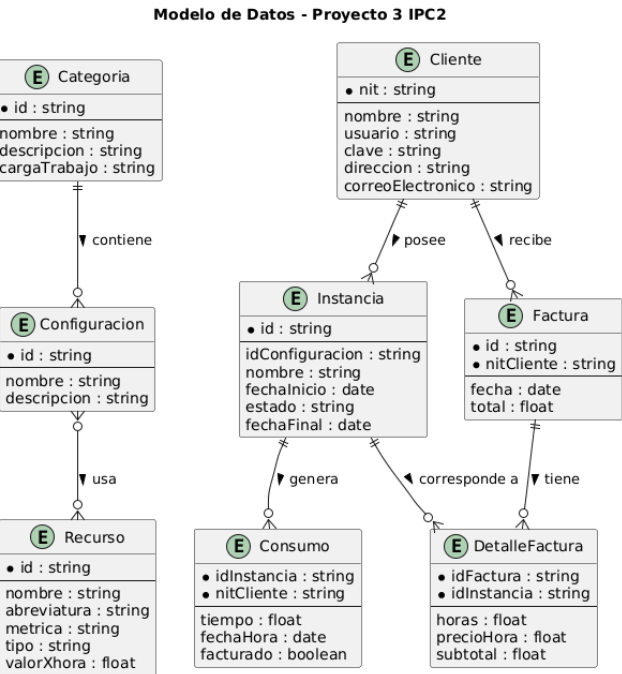 Modelo de Datos - Proyecto 3 IPC2
E Categoria
id : string
nombre : string
descripcion : string
cargaTrabajo : string
E Cliente
nit : string
nombre : string
usuario : string
clave : string
direccion : string
correoElectronico : string
contiene
posee
recibe
E Configuracion
id : string
nombre : string
descripcion : string
E Instancia
id : string
idConfiguracion : string
nombre : string
fechaInicio : date
estado : string
fechaFinal : date
E Factura
id : string
nitCliente : string
fecha : date
total : float
usa
genera
corresponde a
tiene
E Recurso
id : string
nombre : string
abreviatura : string
metrica : string
tipo : string
valorXhora : float
E Consumo
idInstancia : string
nitCliente : string
tiempo : float
fechaHora : date
facturado : boolean
E DetalleFactura
idFactura : string
idInstancia : string
horas : float
precioHora : float
subtotal : float